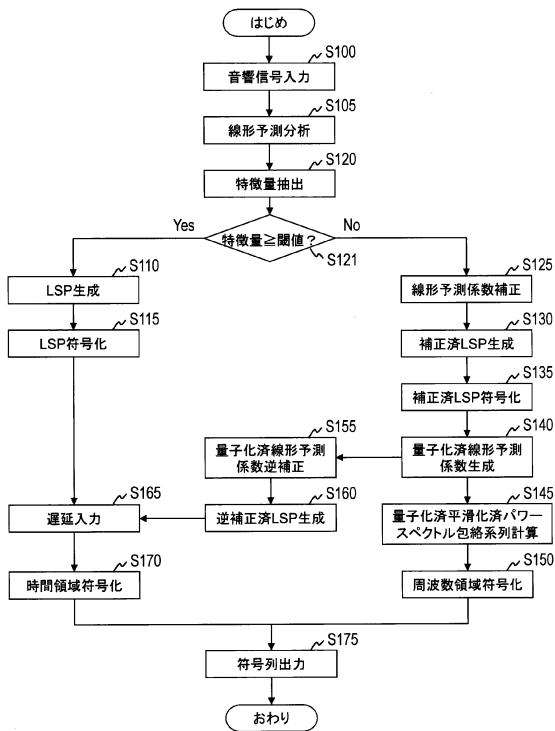 はじめ
S100
音響信号入力
S105
線形予測分析
S120
特徴量抽出
Yes
No
特徴量≧閾値？
S121
S110
LSP生成
S115
LSP符号化
S125
線形予測係数補正
S130
補正済LSP生成
S135
補正済LSP符号化
S140
量子化済線形予測
係数生成
S155
量子化済線形予測
係数逆補正
S160
逆補正済LSP生成
S165
遅延入力
S145
量子化済平滑化済パワー
スペクトル包絡系列計算
S170
時間領域符号化
S150
周波数領域符号化
S175
符号列出力
おわり